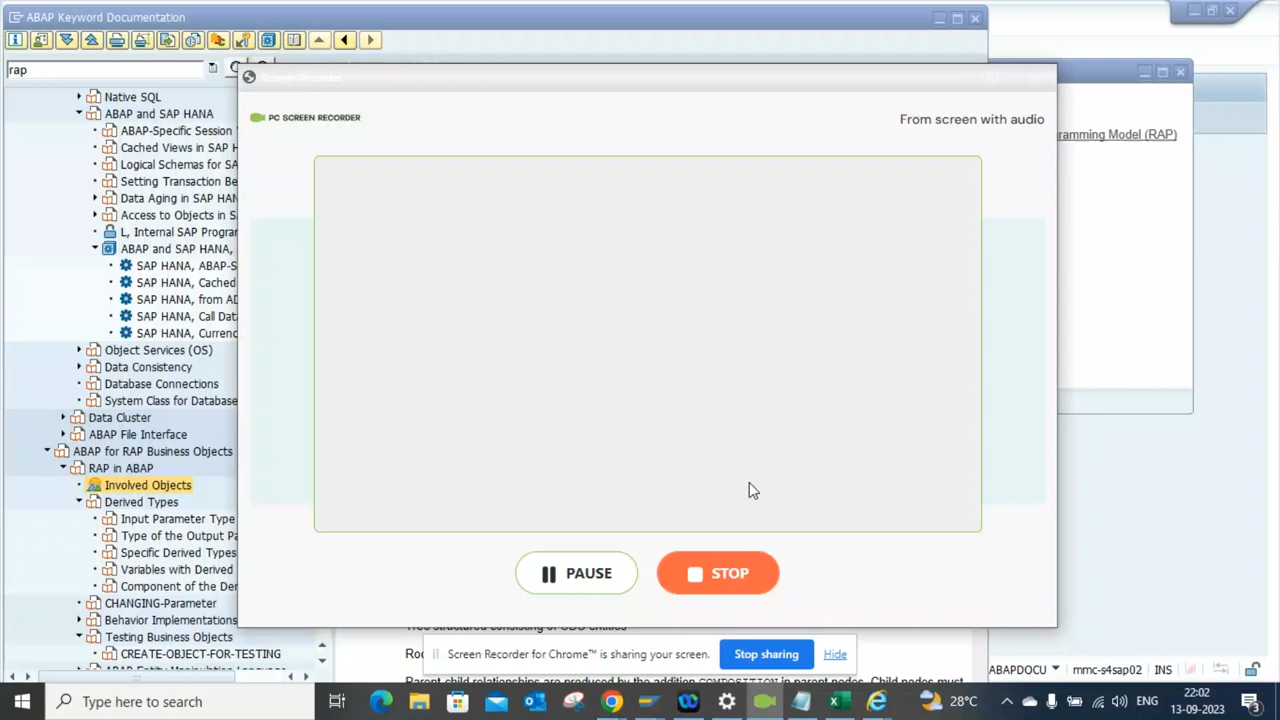 ABAP Keyword Documentation
rap
Native SQL
ABAP and SAP HANA
ABAP-Specific Session
Cached Views in SAP H
Logical Schemas for SA
Setting Transaction Be
Data Aging in SAP HAN
Access to Objects in S
L, Internal SAP Progran
ABAP and SAP HANA,
SAP HANA, ABAP-S
SAP HANA, Cached
SAP HANA, from AD
SAP HANA, Call Dat
SAP HANA, Curren
Object Services (OS)
Data Consistency
Database Connections
System Class for Database
Data Cluster
ABAP File Interface
ABAP for RAP Business Objects
RAP in ABAP
Involved Objects
Derived Types
Input Parameter Type
Type of the Output Pa
Specific Derived Types
Variables with Derived
Component of the Der
CHANGING-Parameter
Behavior Implementations
Testing Business Objects
CREATE-OBJECT-FOR-TESTING
Screen Recorder
PC SCREEN RECORDER
From screen with audio
ramming Model (RAP)
PAUSE
STOP
Screen Recorder for Chrome™ is sharing your screen.
Stop sharing
Hide
ABAPDOCU
mmc-s4sap02
INS
Type here to search
28°C
ENG
22:02
13-09-2023
3